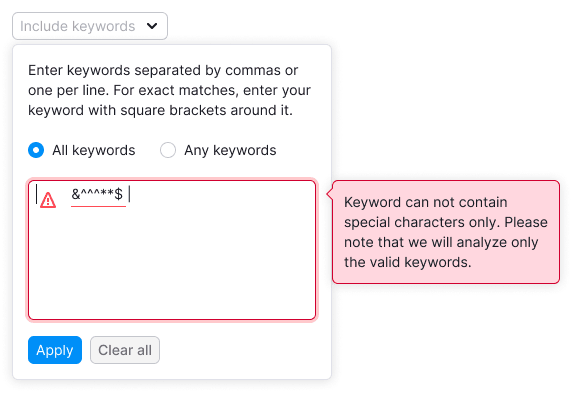 Include keywords
Enter keywords separated by commas or
one per line. For exact matches, enter your
keyword with square brackets around it.
All keywords Any keywords
&^^^**$
Keyword can not contain
special characters only. Please
note that we will analyze only
the valid keywords.
Apply Clear all